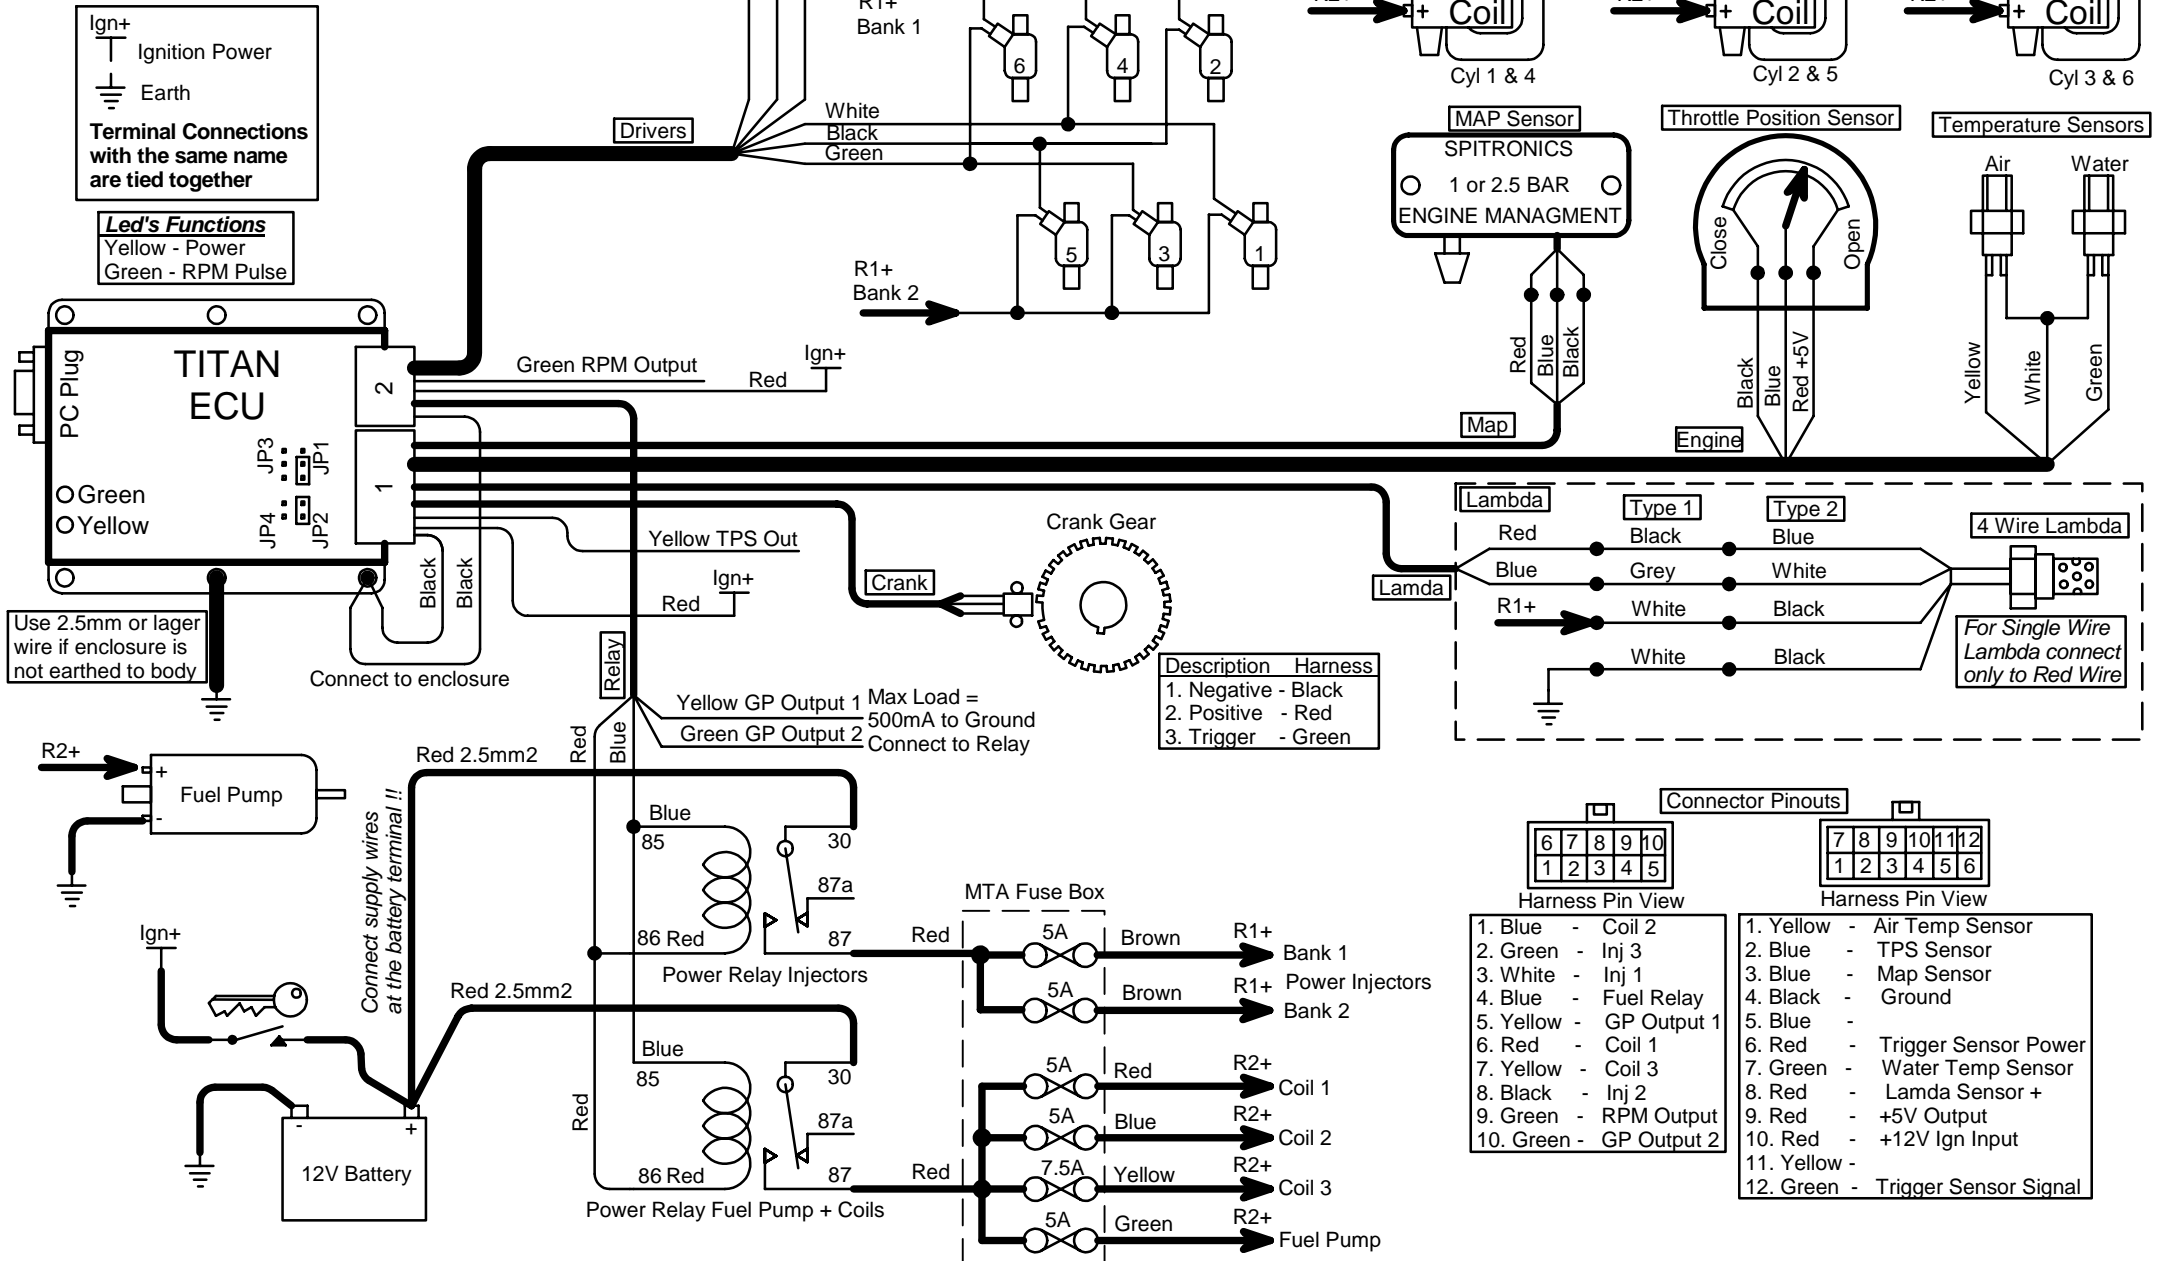 Ign+
Ignition Power
Earth
Terminal Connections
with the same name
are tied together
Led's Functions
Yellow - Power
Green - RPM Pulse
R1+
Bank 1
6
4
2
Drivers
White
Black
Green
5
3
1
R1+
Bank 2
+
Coil
Cyl 1 & 4
+
Coil
Cyl 2 & 5
+
Coil
Cyl 3 & 6
MAP Sensor
SPITRONICS
1 or 2.5 BAR
ENGINE MANAGMENT
Red
Blue
Black
Map
Throttle Position Sensor
Close
Open
Black
Blue
Red +5V
Engine
Temperature Sensors
Air
Water
Yellow
White
Green
PC Plug
TITAN
ECU
JP3
JP1
JP4
JP2
Green
Yellow
2
1
Green RPM Output
Red
Ign+
Yellow TPS Out
Ign+
Red
Black
Black
Use 2.5mm or lager
wire if enclosure is
not earthed to body
Connect to enclosure
Crank
Crank Gear
Description Harness
1. Negative - Black
2. Positive - Red
3. Trigger - Green
Lamda
Lambda
Type 1
Type 2
4 Wire Lambda
Red
Black
Blue
Blue
Grey
White
R1+
White
Black
White
Black
For Single Wire
Lambda connect
only to Red Wire
Relay
Yellow GP Output 1
Green GP Output 2
Max Load =
500mA to Ground
Connect to Relay
Red
Blue
R2+
+
-
Fuel Pump
Red 2.5mm2
Connect supply wires
at the battery terminal !!
Blue
85
30
87a
86 Red
87
Power Relay Injectors
Red
Ign+
Red 2.5mm2
Blue
85
30
87a
Red
86 Red
87
Power Relay Fuel Pump + Coils
Red
-
+
12V Battery
MTA Fuse Box
5A
Brown
R1+
Bank 1
Power Injectors
5A
Brown
R1+
Bank 2
5A
Red
R2+
Coil 1
5A
Blue
R2+
Coil 2
7.5A
Yellow
R2+
Coil 3
5A
Green
R2+
Fuel Pump
Connector Pinouts
6 7 8 9 10
1 2 3 4 5
Harness Pin View
1. Blue - Coil 2
2. Green - Inj 3
3. White - Inj 1
4. Blue - Fuel Relay
5. Yellow - GP Output 1
6. Red - Coil 1
7. Yellow - Coil 3
8. Black - Inj 2
9. Green - RPM Output
10. Green - GP Output 2
7 8 9 10 11 12
1 2 3 4 5 6
Harness Pin View
1. Yellow - Air Temp Sensor
2. Blue - TPS Sensor
3. Blue - Map Sensor
4. Black - Ground
5. Blue -
6. Red - Trigger Sensor Power
7. Green - Water Temp Sensor
8. Red - Lamda Sensor +
9. Red - +5V Output
10. Red - +12V Ign Input
11. Yellow -
12. Green - Trigger Sensor Signal